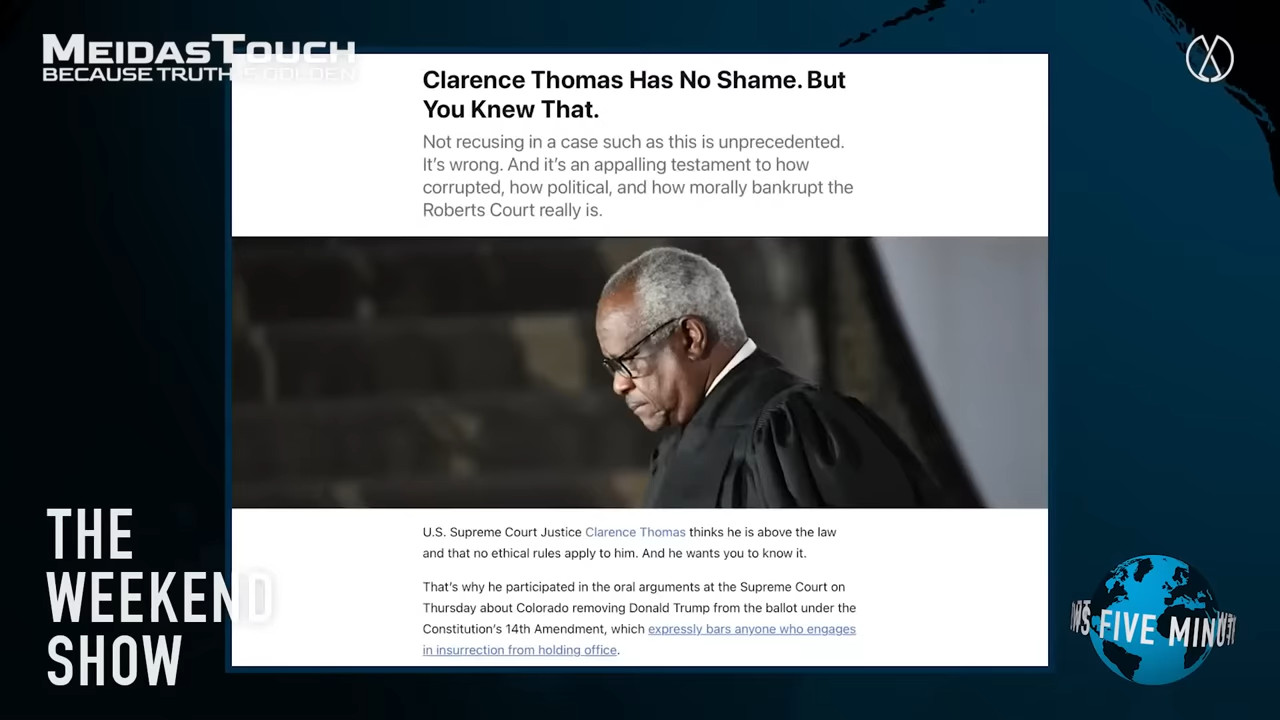 MEIDASTOUCH
BECAUSE TRUTH IS GOLDEN
Clarence Thomas Has No Shame. But
You Knew That.
Not recusing in a case such as this is unprecedented.
It's wrong. And it's an appalling testament to how
corrupted, how political, and how morally bankrupt the
Roberts Court really is.
U.S. Supreme Court Justice Clarence Thomas thinks he is above the law
and that no ethical rules apply to him. And he wants you to know it.
That's why he participated in the oral arguments at the Supreme Court on
Thursday about Colorado removing Donald Trump from the ballot under the
Constitution's 14th Amendment, which expressly bars anyone who engages
in insurrection from holding office.
THE
WEEKEND
SHOW
FIVE MINUT